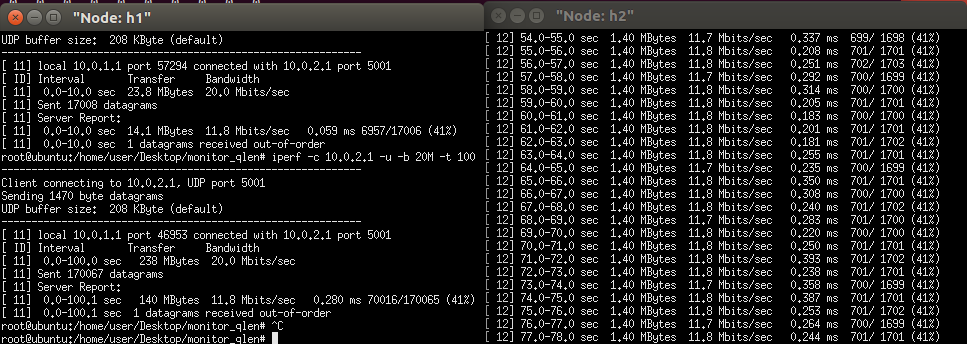 "Node: h1"
UDP buffer size:  208 KByte (default)
------------------------------------------------------------
[ 11] local 10.0.1.1 port 57294 connected with 10.0.2.1 port 5001
[ ID] Interval       Transfer     Bandwidth
[ 11]  0.0-10.0 sec  23.8 MBytes  20.0 Mbits/sec
[ 11] Sent 17008 datagrams
[ 11] Server Report:
[ 11]  0.0-10.0 sec  14.1 MBytes  11.8 Mbits/sec   0.059 ms 6957/17006 (41%)
[ 11]  0.0-10.0 sec  1 datagrams received out-of-order
root@ubuntu:/home/user/Desktop/monitor_qlen# iperf -c 10.0.2.1 -u -b 20M -t 100
------------------------------------------------------------
Client connecting to 10.0.2.1, UDP port 5001
Sending 1470 byte datagrams
UDP buffer size:  208 KByte (default)
------------------------------------------------------------
[ 11] local 10.0.1.1 port 46953 connected with 10.0.2.1 port 5001
[ ID] Interval       Transfer     Bandwidth
[ 11]  0.0-100.0 sec   238 MBytes  20.0 Mbits/sec
[ 11] Sent 170067 datagrams
[ 11] Server Report:
[ 11]  0.0-100.1 sec   140 MBytes  11.8 Mbits/sec   0.280 ms 70016/170065 (41%)
[ 11]  0.0-100.1 sec  1 datagrams received out-of-order
root@ubuntu:/home/user/Desktop/monitor_qlen# ^C
root@ubuntu:/home/user/Desktop/monitor_qlen#
"Node: h2"
[ 12] 54.0-55.0 sec  1.40 MBytes  11.7 Mbits/sec   0.337 ms  699/ 1698 (41%)
[ 12] 55.0-56.0 sec  1.40 MBytes  11.8 Mbits/sec   0.208 ms  701/ 1701 (41%)
[ 12] 56.0-57.0 sec  1.40 MBytes  11.8 Mbits/sec   0.251 ms  702/ 1703 (41%)
[ 12] 57.0-58.0 sec  1.40 MBytes  11.7 Mbits/sec   0.292 ms  700/ 1699 (41%)
[ 12] 58.0-59.0 sec  1.40 MBytes  11.8 Mbits/sec   0.314 ms  700/ 1700 (41%)
[ 12] 59.0-60.0 sec  1.40 MBytes  11.8 Mbits/sec   0.205 ms  701/ 1701 (41%)
[ 12] 60.0-61.0 sec  1.40 MBytes  11.8 Mbits/sec   0.183 ms  700/ 1700 (41%)
[ 12] 61.0-62.0 sec  1.40 MBytes  11.8 Mbits/sec   0.201 ms  701/ 1701 (41%)
[ 12] 62.0-63.0 sec  1.40 MBytes  11.8 Mbits/sec   0.181 ms  701/ 1702 (41%)
[ 12] 63.0-64.0 sec  1.40 MBytes  11.8 Mbits/sec   0.255 ms  701/ 1701 (41%)
[ 12] 64.0-65.0 sec  1.40 MBytes  11.7 Mbits/sec   0.235 ms  700/ 1699 (41%)
[ 12] 65.0-66.0 sec  1.40 MBytes  11.8 Mbits/sec   0.350 ms  701/ 1701 (41%)
[ 12] 66.0-67.0 sec  1.40 MBytes  11.8 Mbits/sec   0.308 ms  700/ 1700 (41%)
[ 12] 67.0-68.0 sec  1.40 MBytes  11.8 Mbits/sec   0.240 ms  701/ 1702 (41%)
[ 12] 68.0-69.0 sec  1.40 MBytes  11.7 Mbits/sec   0.283 ms  701/ 1700 (41%)
[ 12] 69.0-70.0 sec  1.40 MBytes  11.8 Mbits/sec   0.220 ms  700/ 1700 (41%)
[ 12] 70.0-71.0 sec  1.40 MBytes  11.8 Mbits/sec   0.250 ms  701/ 1701 (41%)
[ 12] 71.0-72.0 sec  1.40 MBytes  11.8 Mbits/sec   0.393 ms  701/ 1702 (41%)
[ 12] 72.0-73.0 sec  1.40 MBytes  11.8 Mbits/sec   0.238 ms  701/ 1701 (41%)
[ 12] 73.0-74.0 sec  1.40 MBytes  11.7 Mbits/sec   0.358 ms  701/ 1700 (41%)
[ 12] 74.0-75.0 sec  1.40 MBytes  11.8 Mbits/sec   0.387 ms  701/ 1701 (41%)
[ 12] 75.0-76.0 sec  1.40 MBytes  11.8 Mbits/sec   0.253 ms  701/ 1702 (41%)
[ 12] 76.0-77.0 sec  1.40 MBytes  11.7 Mbits/sec   0.264 ms  700/ 1699 (41%)
[ 12] 77.0-78.0 sec  1.40 MBytes  11.8 Mbits/sec   0.244 ms  701/ 1701 (41%)